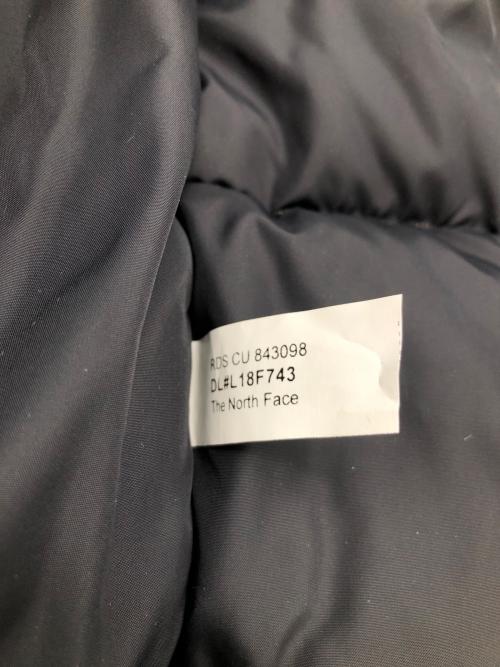 RDS CU 843098
DL#L18F743
The North Face